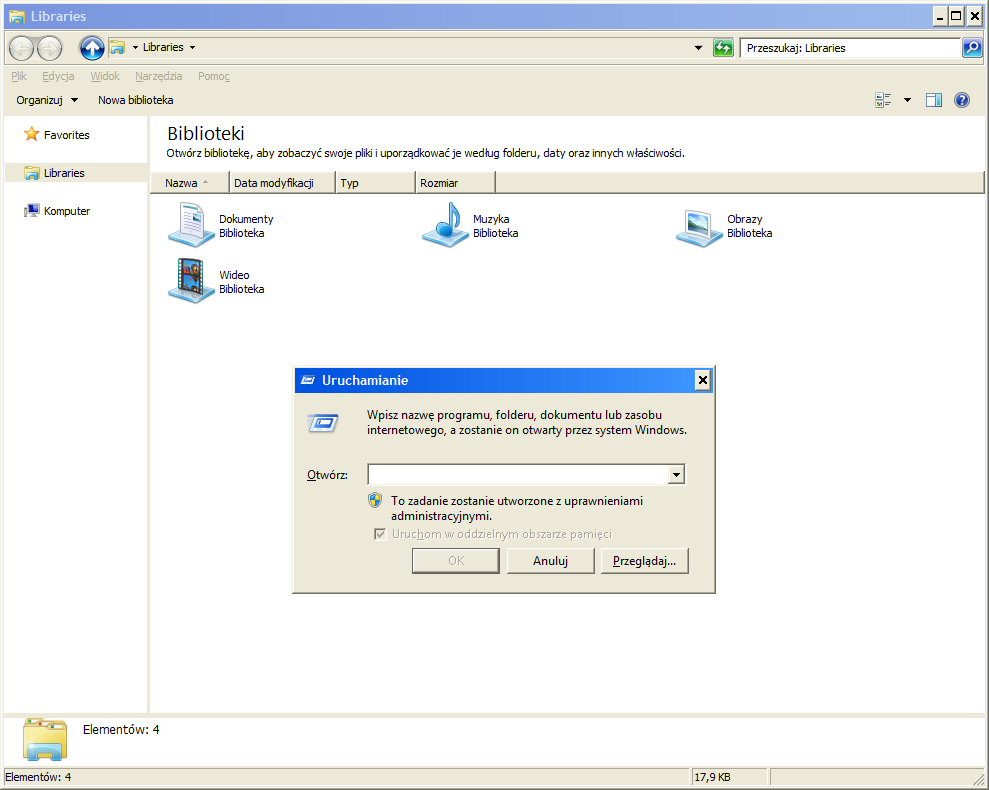 Libraries
Libraries
Przeszukaj: Libraries
Plik Edycja Widok Narzędzia Pomoc
Organizuj Nowa biblioteka
Favorites
Libraries
Komputer
Biblioteki
Otwórz bibliotekę, aby zobaczyć swoje pliki i uporządkować je według folderu, daty oraz innych właściwości.
Nazwa Data modyfikacji Typ Rozmiar
Dokumenty
Biblioteka
Muzyka
Biblioteka
Obrazy
Biblioteka
Wideo
Biblioteka
Uruchamianie
Wpisz nazwę programu, folderu, dokumentu lub zasobu
internetowego, a zostanie on otwarty przez system Windows.
Otwórz:
To zadanie zostanie utworzone z uprawnieniami
administracyjnymi.
Uruchom w oddzielnym obszarze pamięci
OK Anuluj Przeglądaj...
Elementów: 4
Elementów: 4 17,9 KB